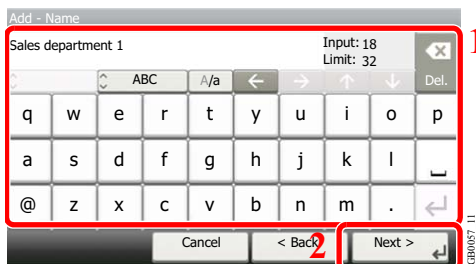 Add - Name
Sales department 1
Input: 18
Limit: 32
1
ABC A/a Del.
q w e r t y u i o p
a s d f g h j k l
@ z x c v b n m .
2
Cancel < Back Next >
GB0057_11